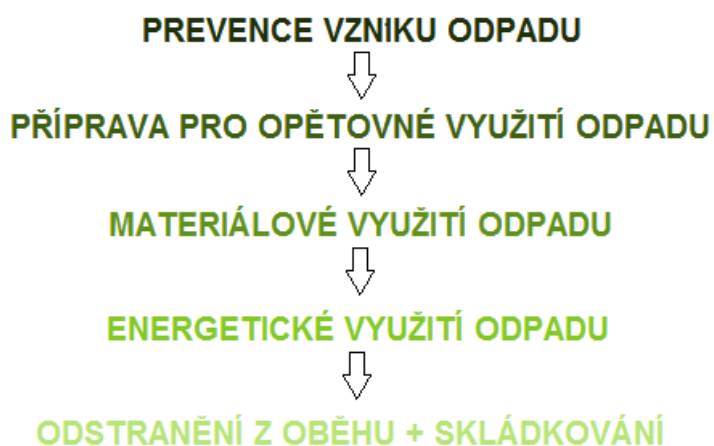 PREVENCE VZNIKU ODPADU
PŘÍPRAVA PRO OPĚTOVNÉ VYUŽITÍ ODPADU
MATERIÁLOVÉ VYUŽITÍ ODPADU
ENERGETICKÉ VYUŽITÍ ODPADU
ODSTRANĚNÍ Z OBĚHU + SKLÁDKOVÁNÍ